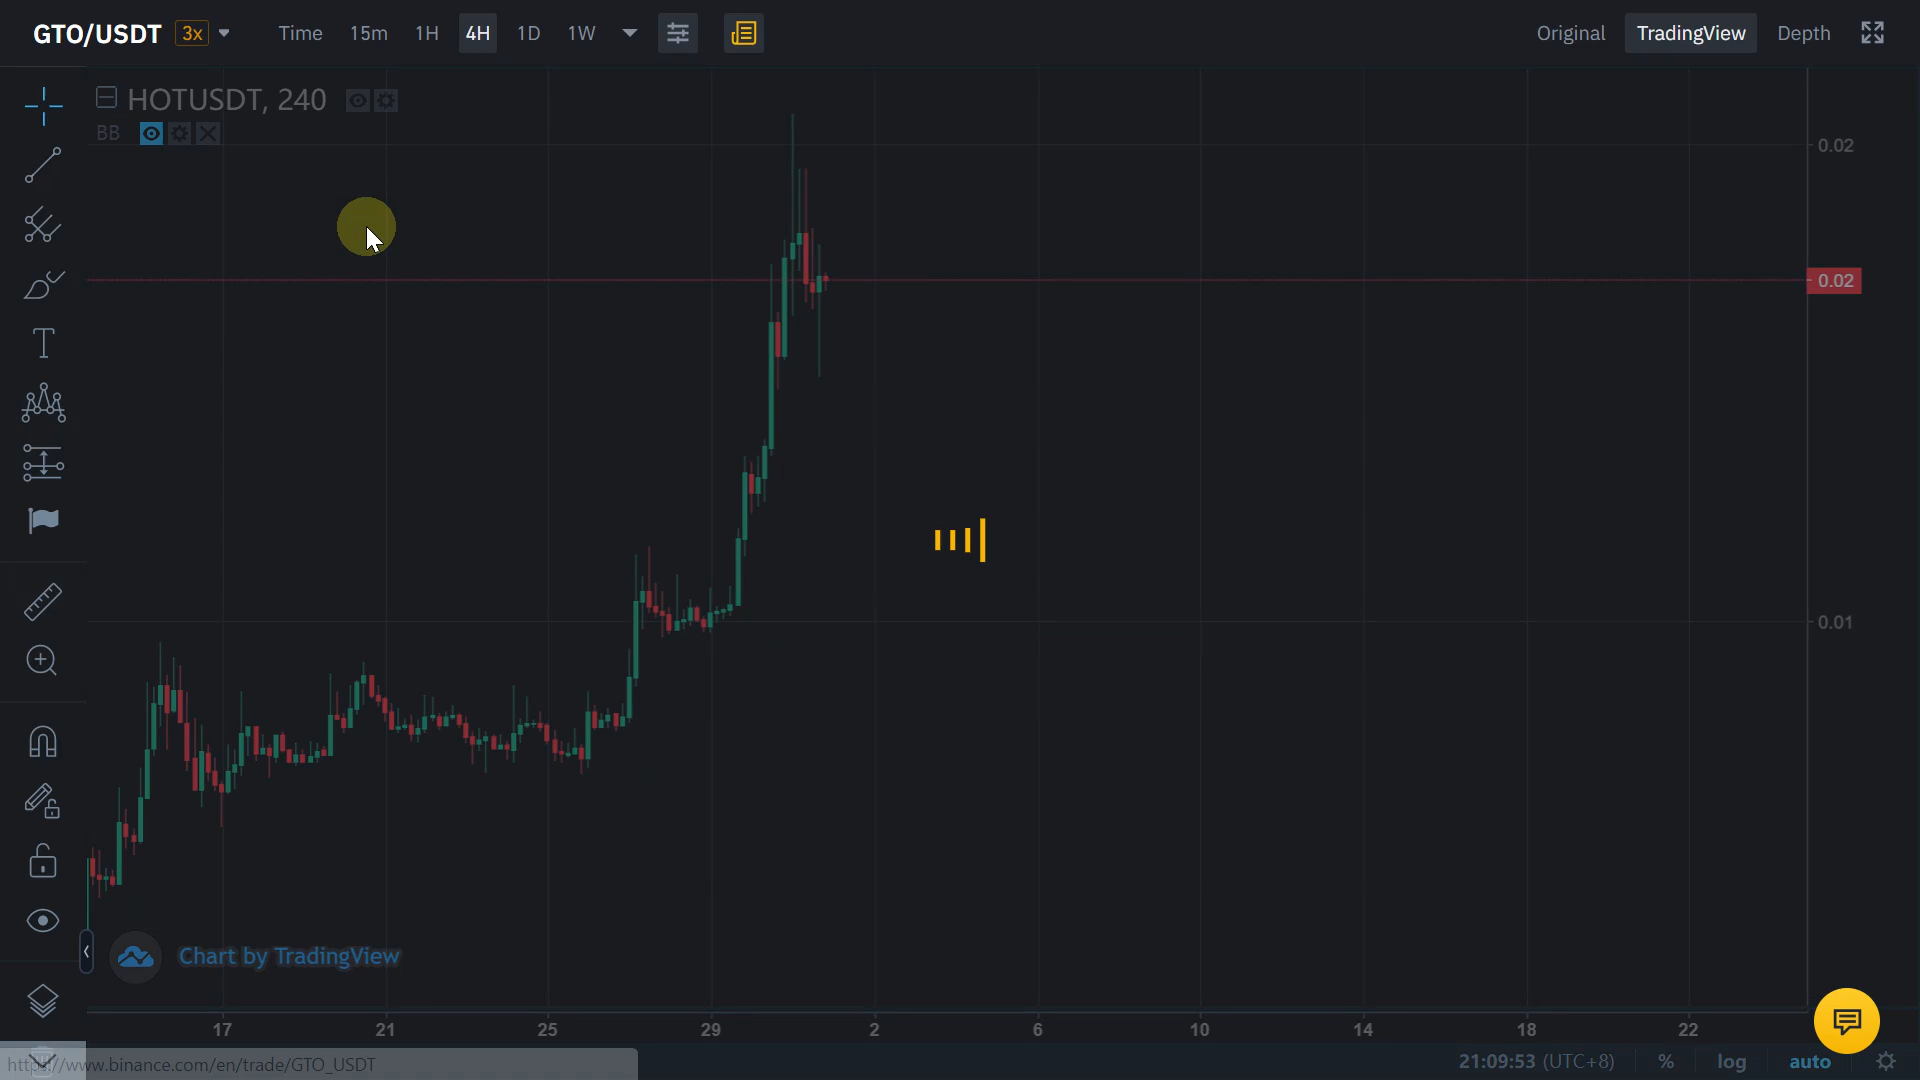 GTO/USDT 3x Time 15m 1H 4H 1D 1W Original TradingView Depth
HOTUSDT, 240
BB
0.02
0.02
0.01
Chart by TradingView
17 21 25 29 2 6 10 14 18 22
https://www.binance.com/en/trade/GTO_USDT 21:09:53 (UTC+8) % log auto